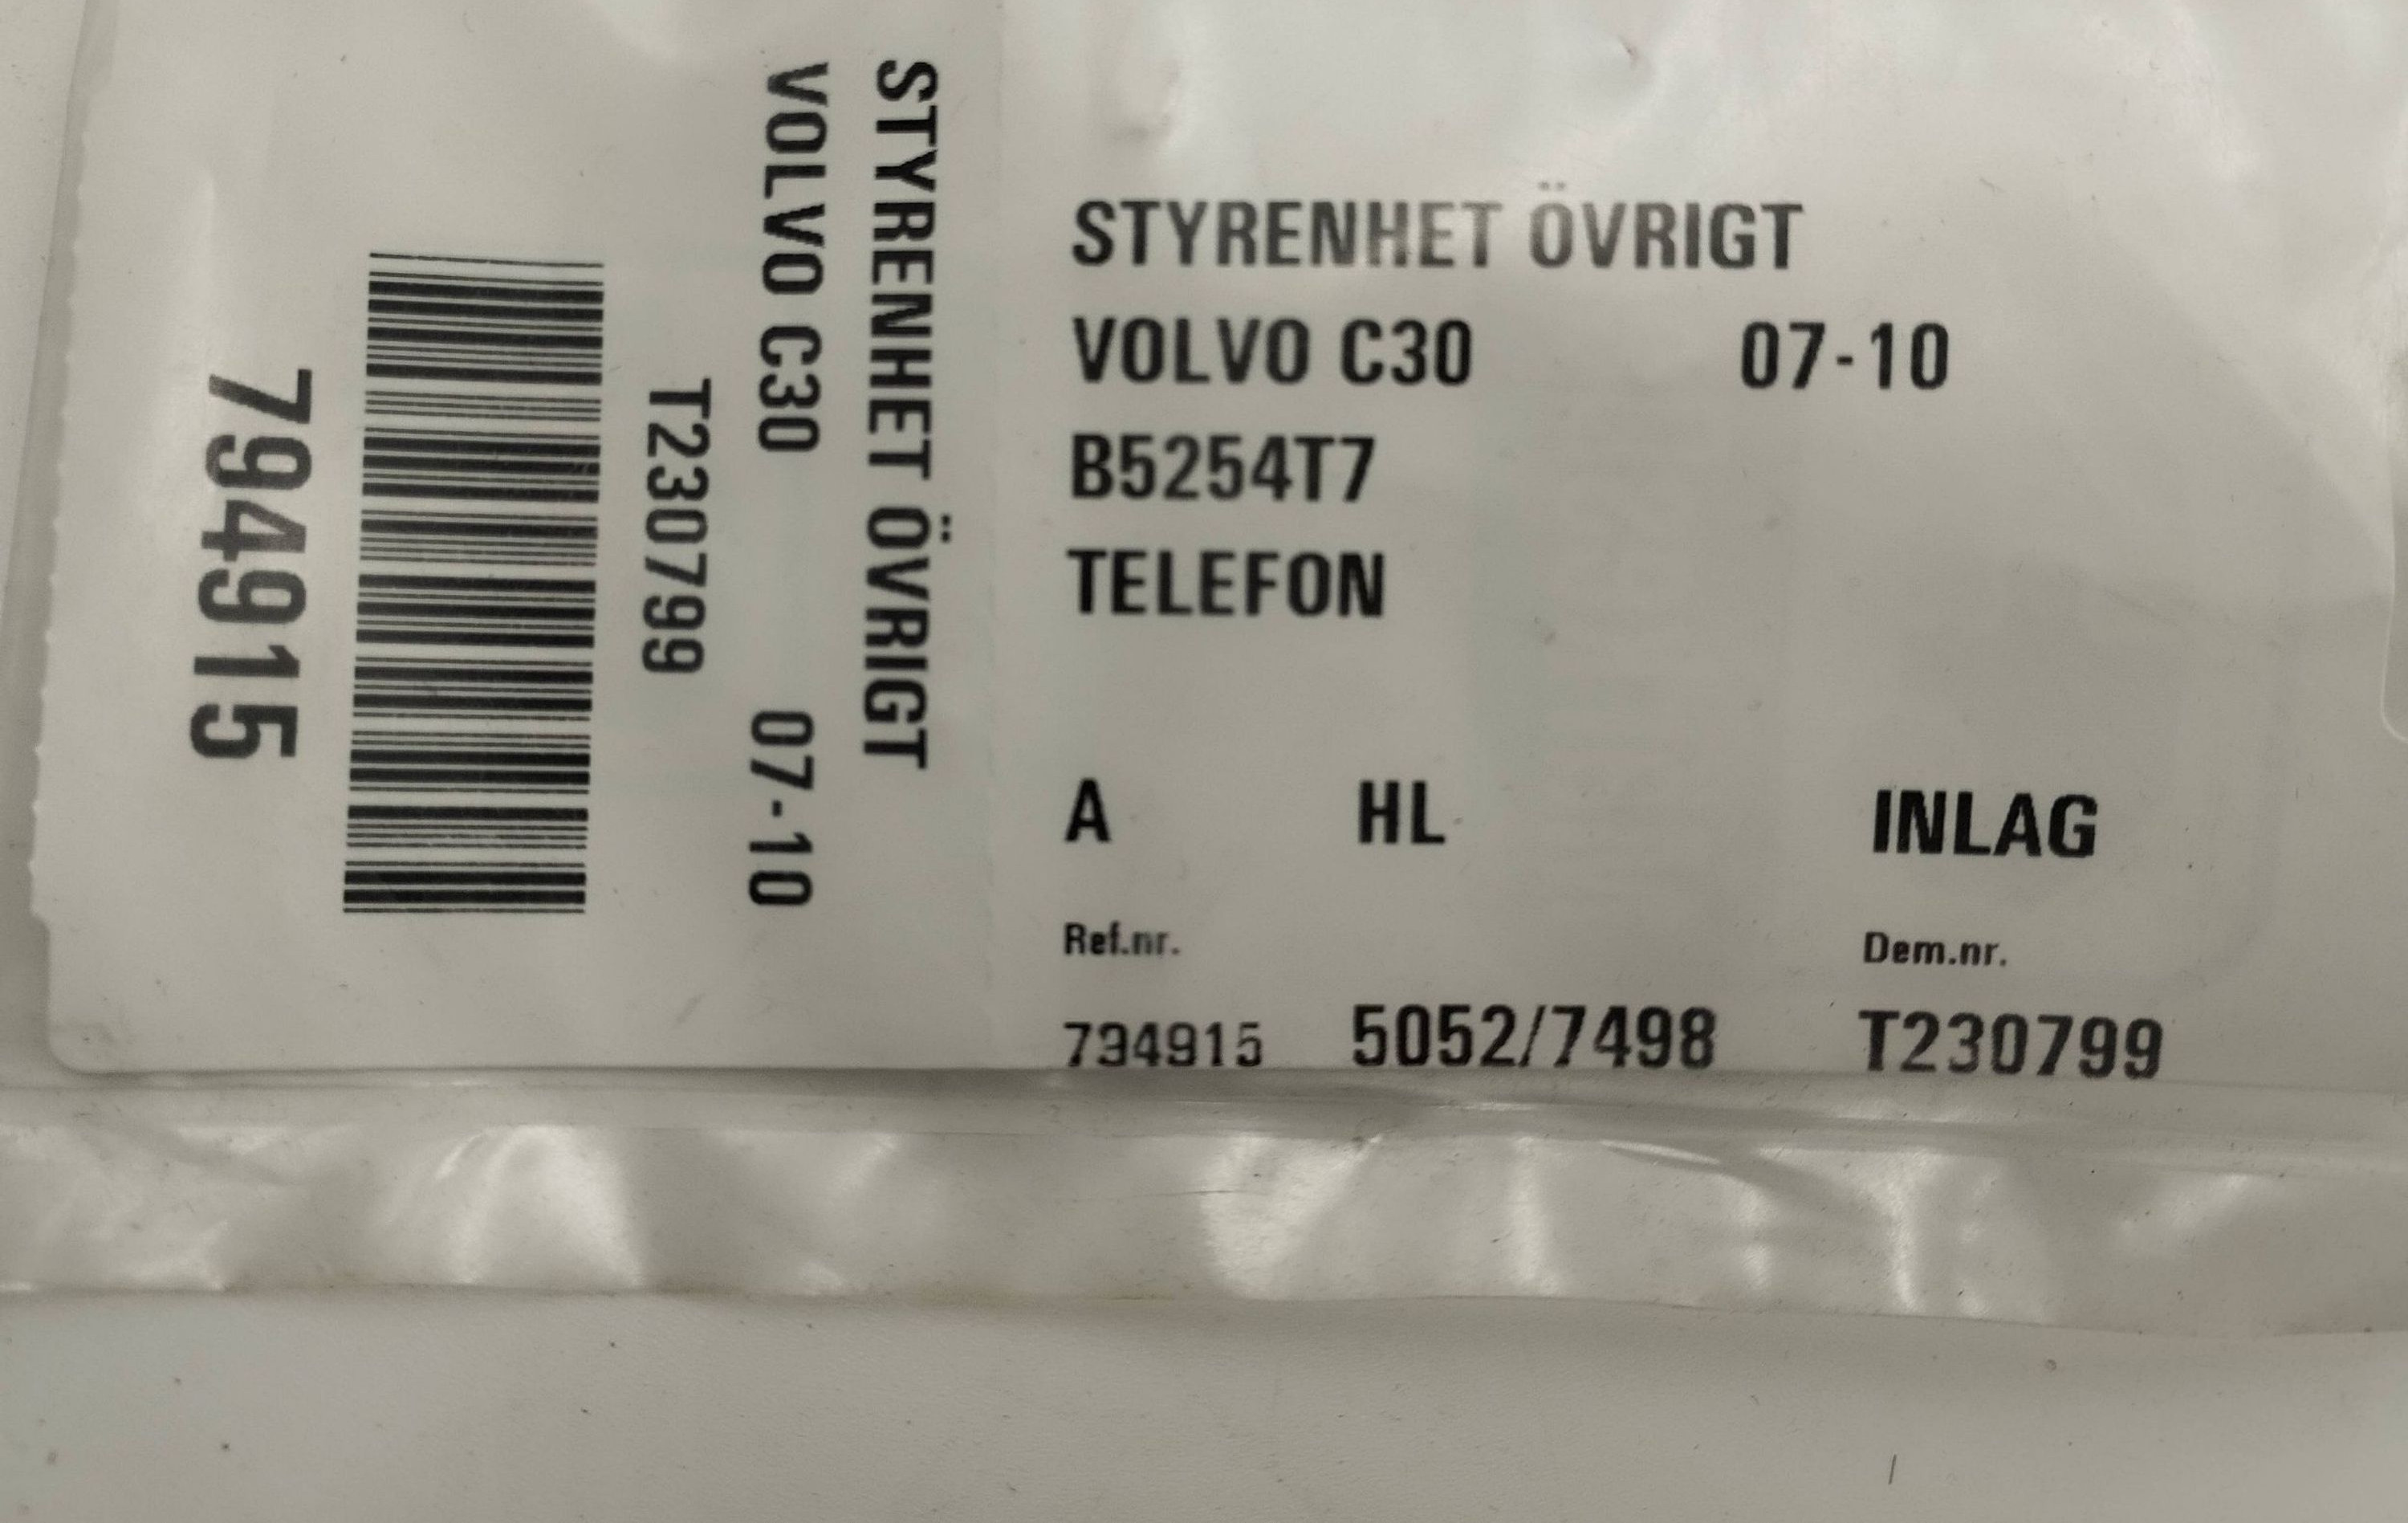 STYRENHET ÖVRIGT
VOLVO C30 07-10
T230799
794915
STYRENHET ÖVRIGT
VOLVO C30 07-10
B5254T7
TELEFON
A HL INLAG
Ref.nr. Dem.nr.
794915 5052/7498 T230799